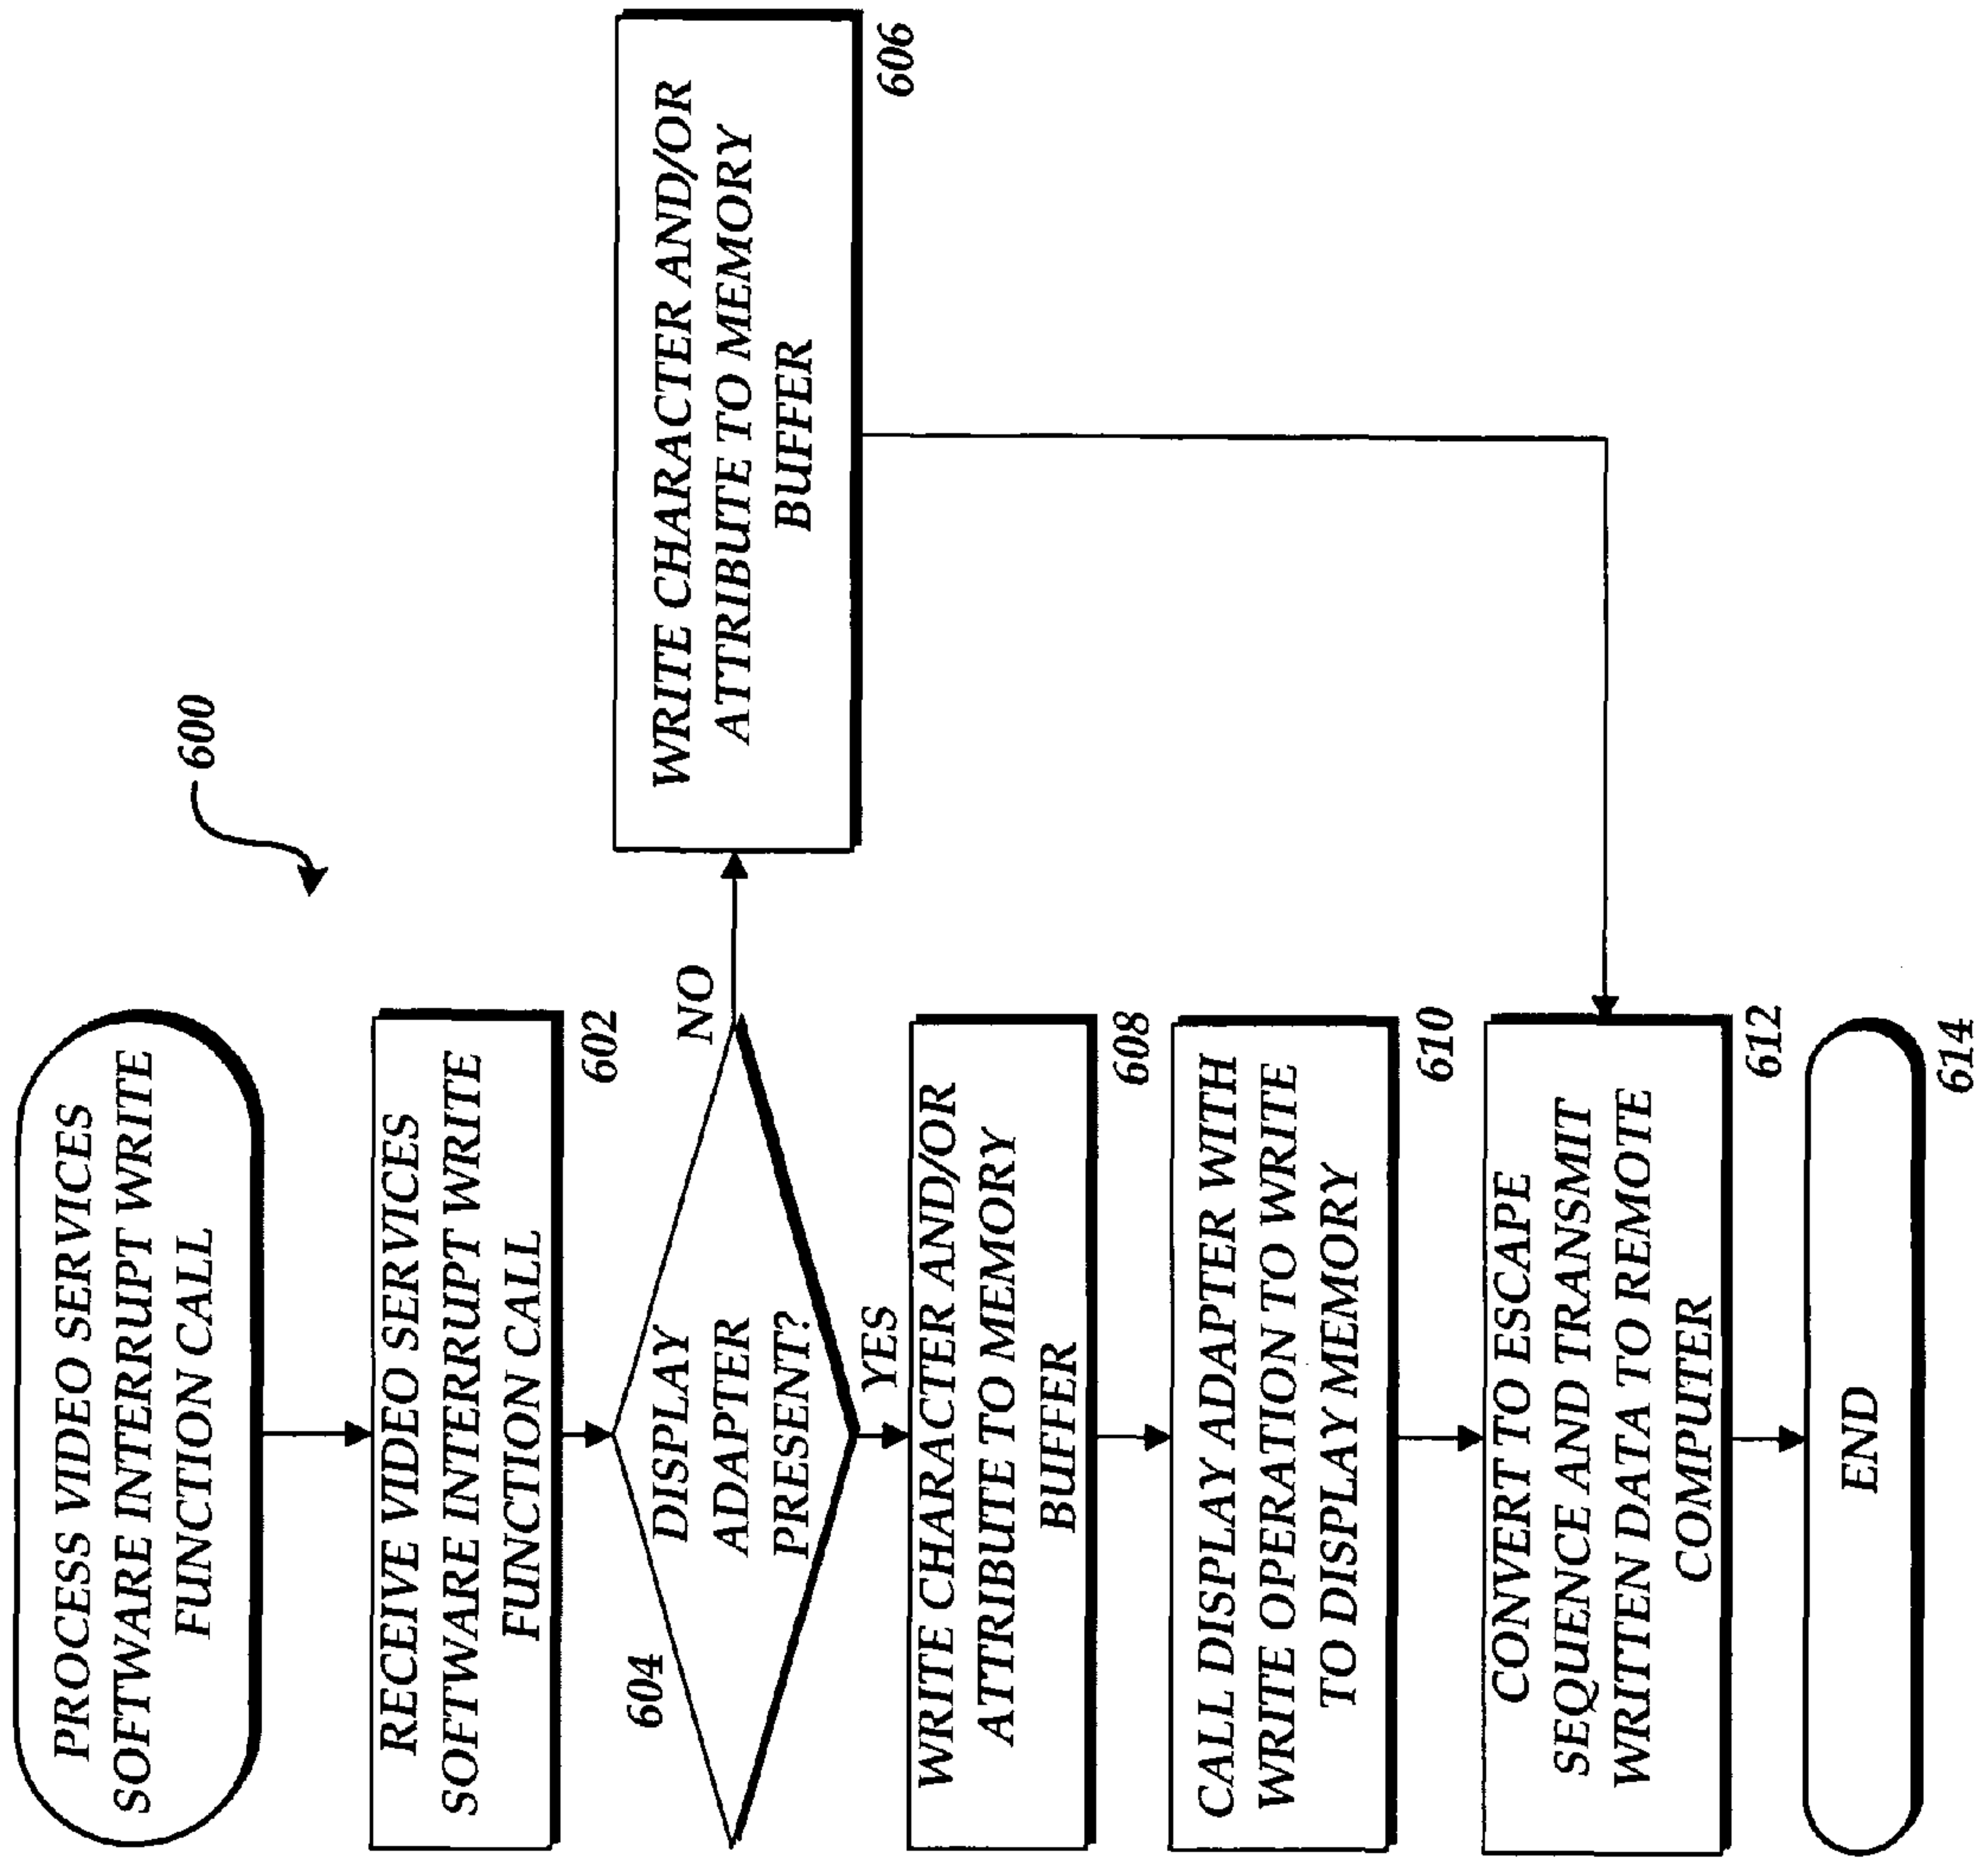 PROCESS VIDEO SERVICES
SOFTWARE INTERRUPT WRITE
FUNCTION CALL
600
RECEIVE VIDEO SERVICES
SOFTWARE INTERRUPT WRITE
FUNCTION CALL
602
604
DISPLAY
ADAPTER
PRESENT?
NO
WRITE CHARACTER AND/OR
ATTRIBUTE TO MEMORY
BUFFER
606
YES
WRITE CHARACTER AND/OR
ATTRIBUTE TO MEMORY
BUFFER
608
CALL DISPLAY ADAPTER WITH
WRITE OPERATION TO WRITE
TO DISPLAY MEMORY
610
CONVERT TO ESCAPE
SEQUENCE AND TRANSMIT
WRITTEN DATA TO REMOTE
COMPUTER
612
END
614